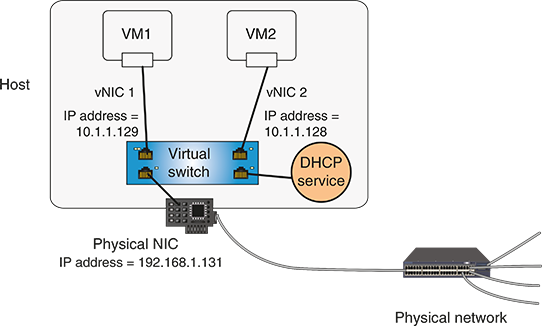 VM1
VM2
Host
vNIC 1
vNIC 2
IP address =
10.1.1.129
IP address =
10.1.1.128
Virtual
switch
DHCP
service
Physical NIC
IP address = 192.168.1.131
Physical network